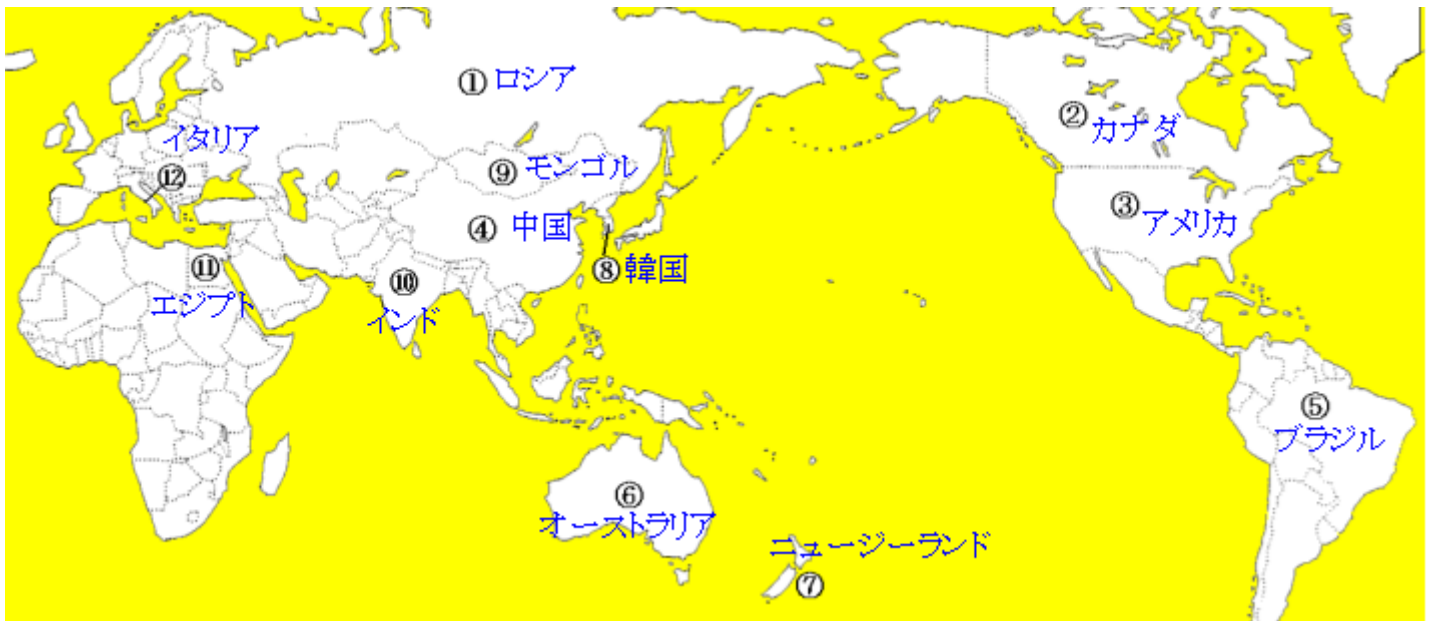 ① ロシア
② カナダ
イタリア
⑫
⑨ モンゴル
③ アメリカ
④ 中国
⑧ 韓国
⑪ エジプト
⑩ インド
⑤ ブラジル
⑥ オーストラリア
ニュージーランド
⑦